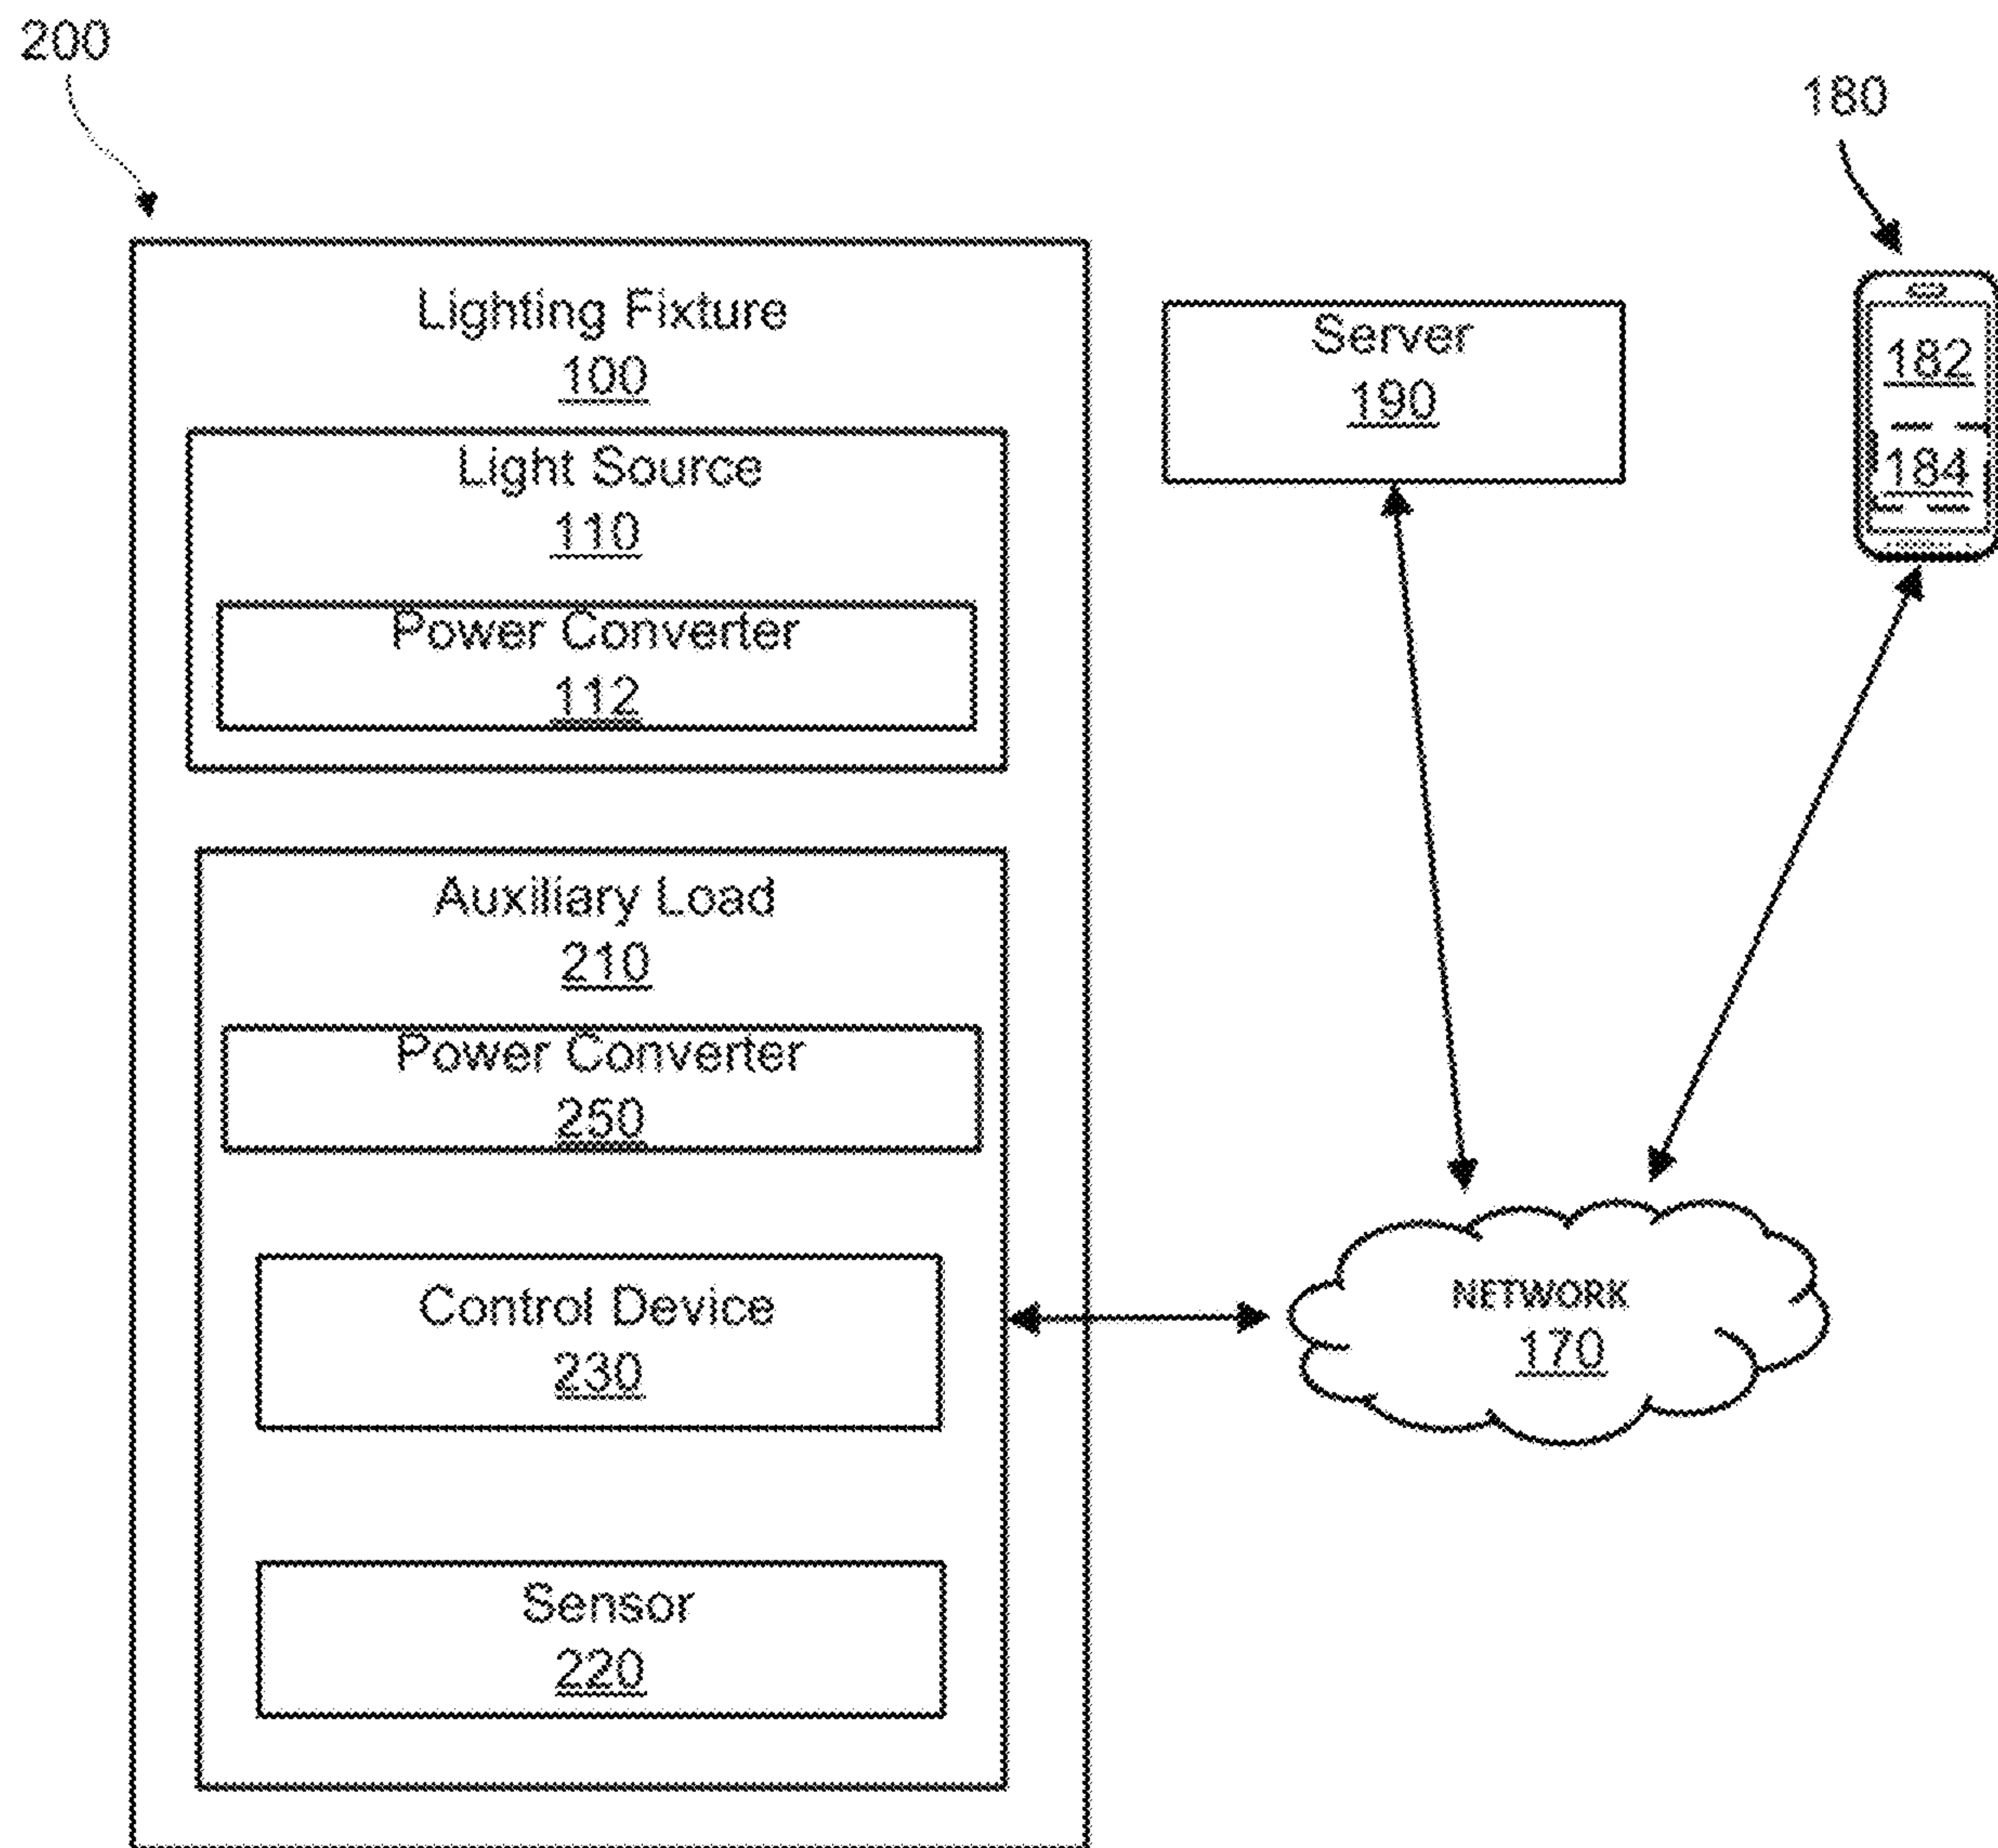 200
180
Lighting Fixture
100
Light Source
110
Power Converter
112
Auxiliary Load
210
Power Converter
250
Control Device
230
Sensor
220
Server
190
182
184
NETWORK
170